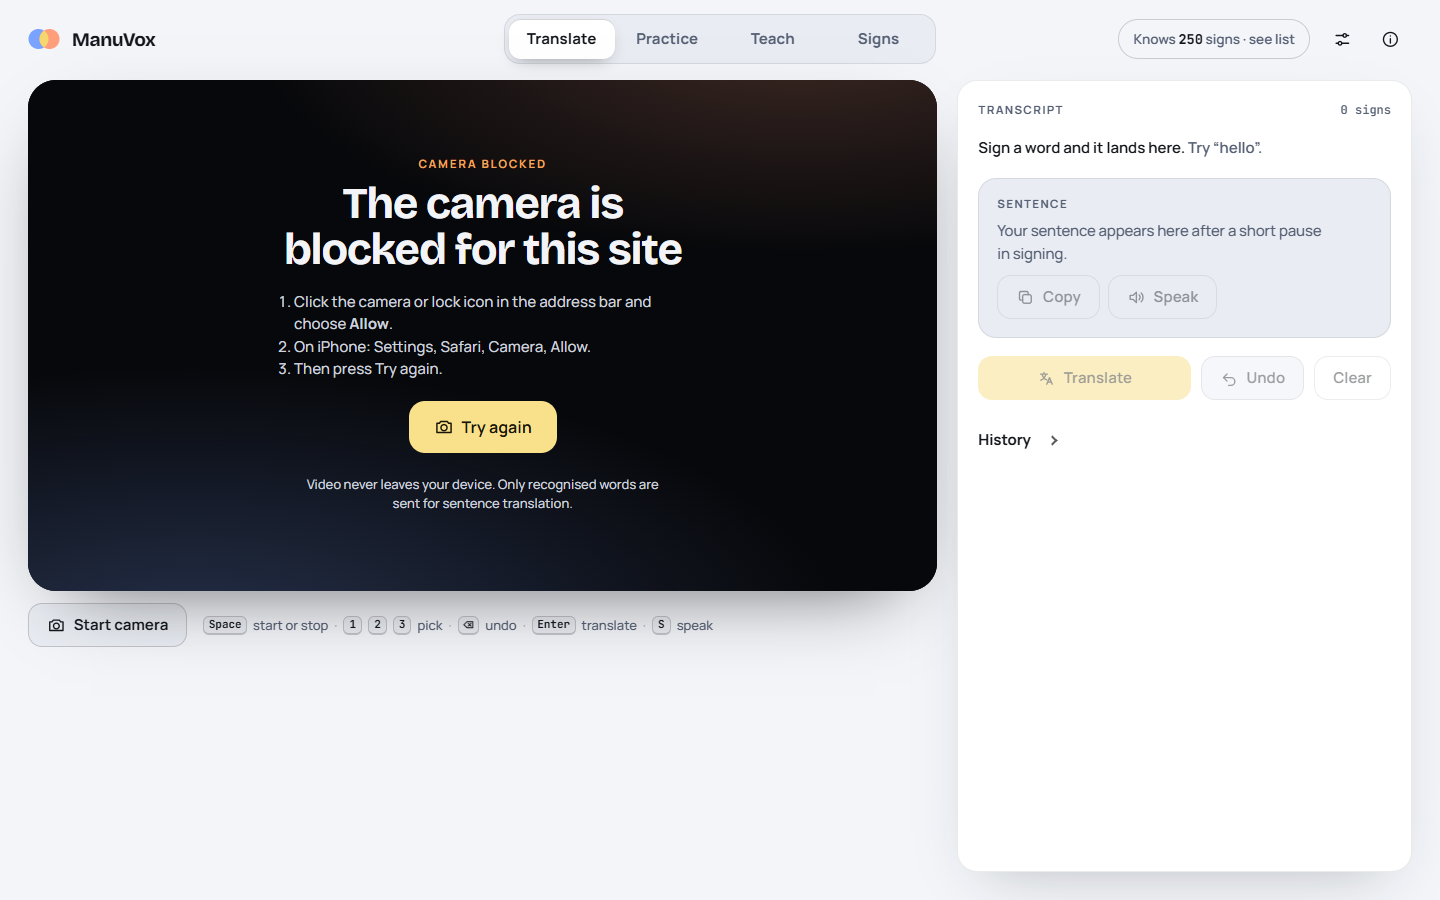 ManuVox
Translate
Practice
Teach
Signs
Knows 250 signs · see list
CAMERA BLOCKED
The camera is
blocked for this site
1. Click the camera or lock icon in the address bar and
choose Allow.
2. On iPhone: Settings, Safari, Camera, Allow.
3. Then press Try again.
Try again
Video never leaves your device. Only recognised words are
sent for sentence translation.
Start camera
Space start or stop · 1 2 3 pick · ⌫ undo · Enter translate · S speak
TRANSCRIPT
0 signs
Sign a word and it lands here. Try “hello”.
SENTENCE
Your sentence appears here after a short pause
in signing.
Copy
Speak
Translate
Undo
Clear
History